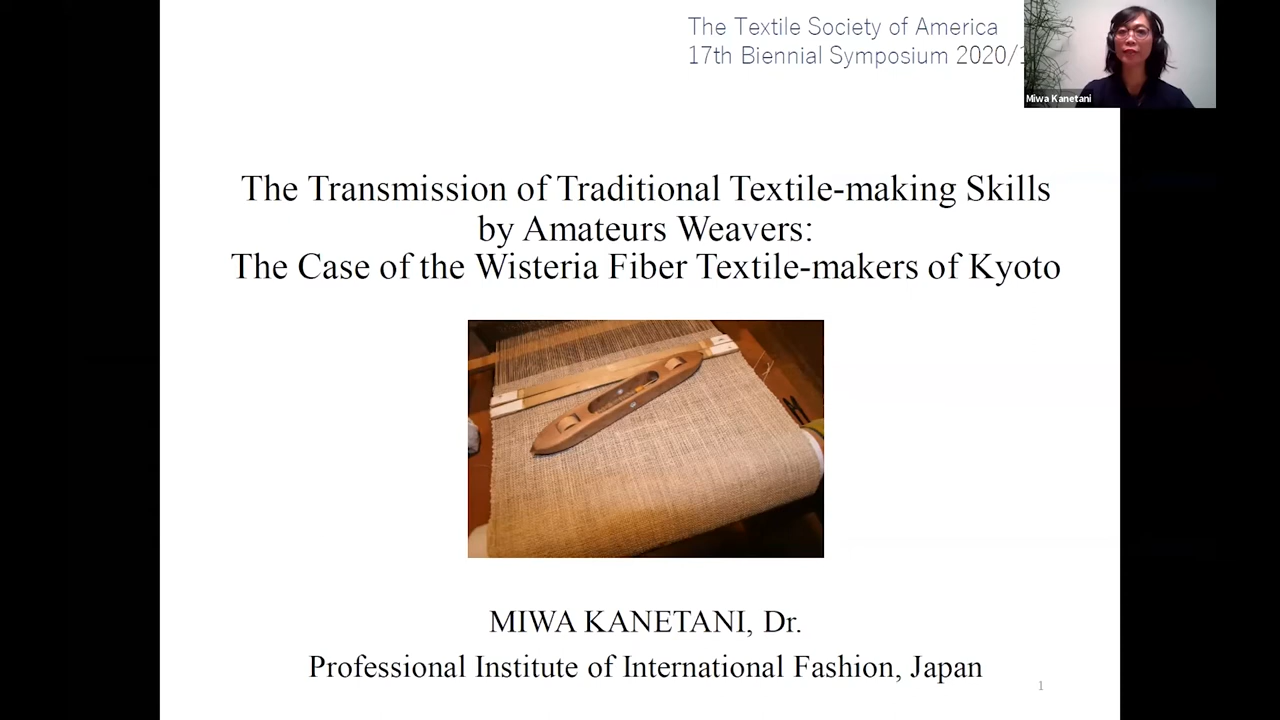 The Textile Society of America
17th Biennial Symposium 2020/
Miwa Kanetani
The Transmission of Traditional Textile-making Skills
by Amateurs Weavers:
The Case of the Wisteria Fiber Textile-makers of Kyoto
MIWA KANETANI, Dr.
Professional Institute of International Fashion, Japan
1